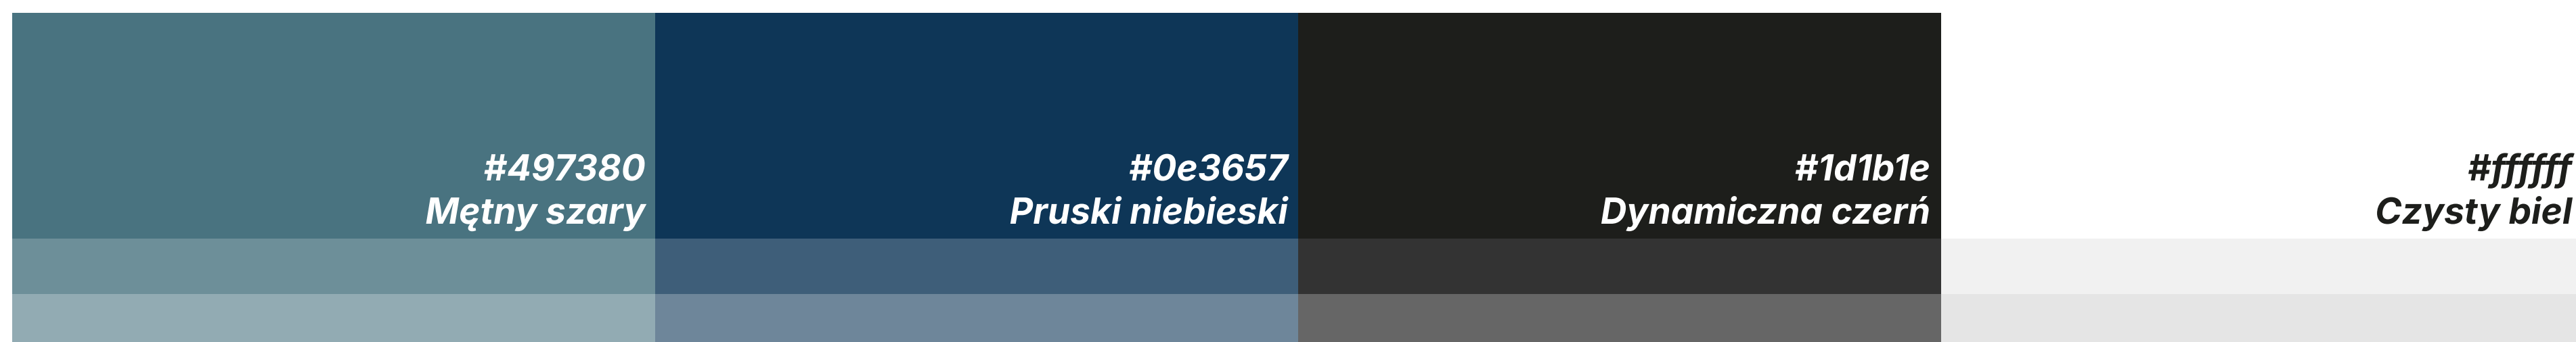 #497380
Mętny szary
#0e3657
Pruski niebieski
#1d1b1e
Dynamiczna czerń
#ffffff
Czysty biel